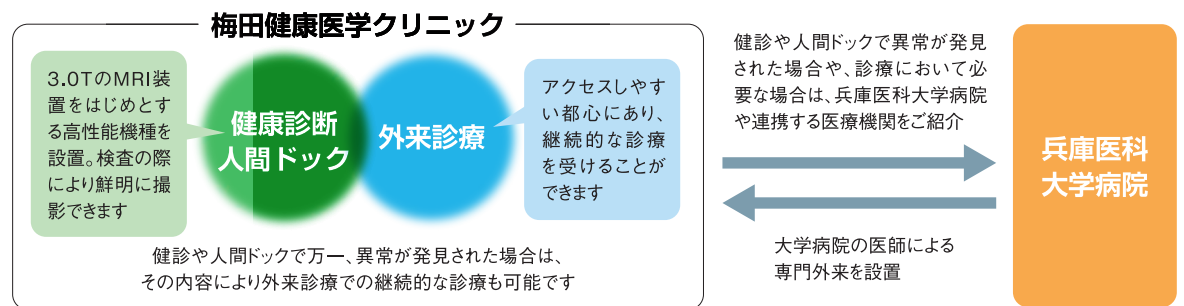 梅田健康医学クリニック
3.0TのMRI装
置をはじめとす
る高性能機種を
設置。検査の際
により鮮明に撮
影できます
健康診断
人間ドック
外来診療
アクセスしやす
い都心にあり、
継続的な診療
を受けることが
できます
健診や人間ドックで万一、異常が発見された場合は、
その内容により外来診療での継続的な診療も可能です
健診や人間ドックで異常が発見
された場合や、診療において必
要な場合は、兵庫医科大学病院
や連携する医療機関をご紹介
大学病院の医師による
専門外来を設置
兵庫医科
大学病院